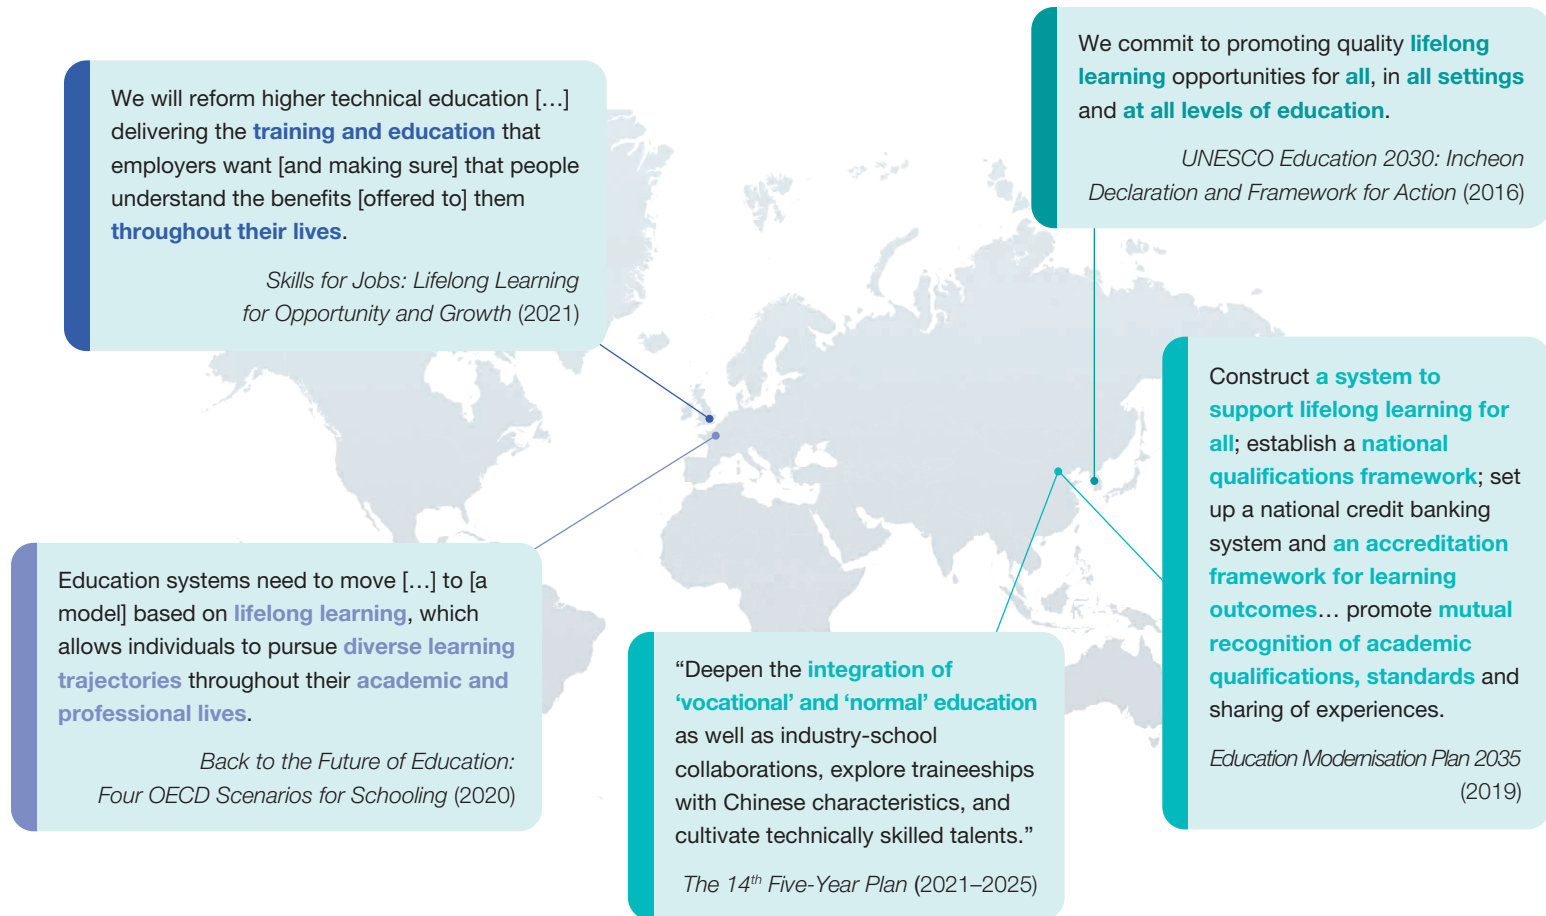 We will reform higher technical education […]
delivering the training and education that
employers want [and making sure] that people
understand the benefits [offered to] them
throughout their lives.
Skills for Jobs: Lifelong Learning
for Opportunity and Growth (2021)
We commit to promoting quality lifelong
learning opportunities for all, in all settings
and at all levels of education.
UNESCO Education 2030: Incheon
Declaration and Framework for Action (2016)
Education systems need to move […] to [a
model] based on lifelong learning, which
allows individuals to pursue diverse learning
trajectories throughout their academic and
professional lives.
Back to the Future of Education:
Four OECD Scenarios for Schooling (2020)
“Deepen the integration of
‘vocational’ and ‘normal’ education
as well as industry-school
collaborations, explore traineeships
with Chinese characteristics, and
cultivate technically skilled talents.”
The 14th Five-Year Plan (2021–2025)
Construct a system to
support lifelong learning for
all; establish a national
qualifications framework; set
up a national credit banking
system and an accreditation
framework for learning
outcomes… promote mutual
recognition of academic
qualifications, standards and
sharing of experiences.
Education Modernisation Plan 2035
(2019)